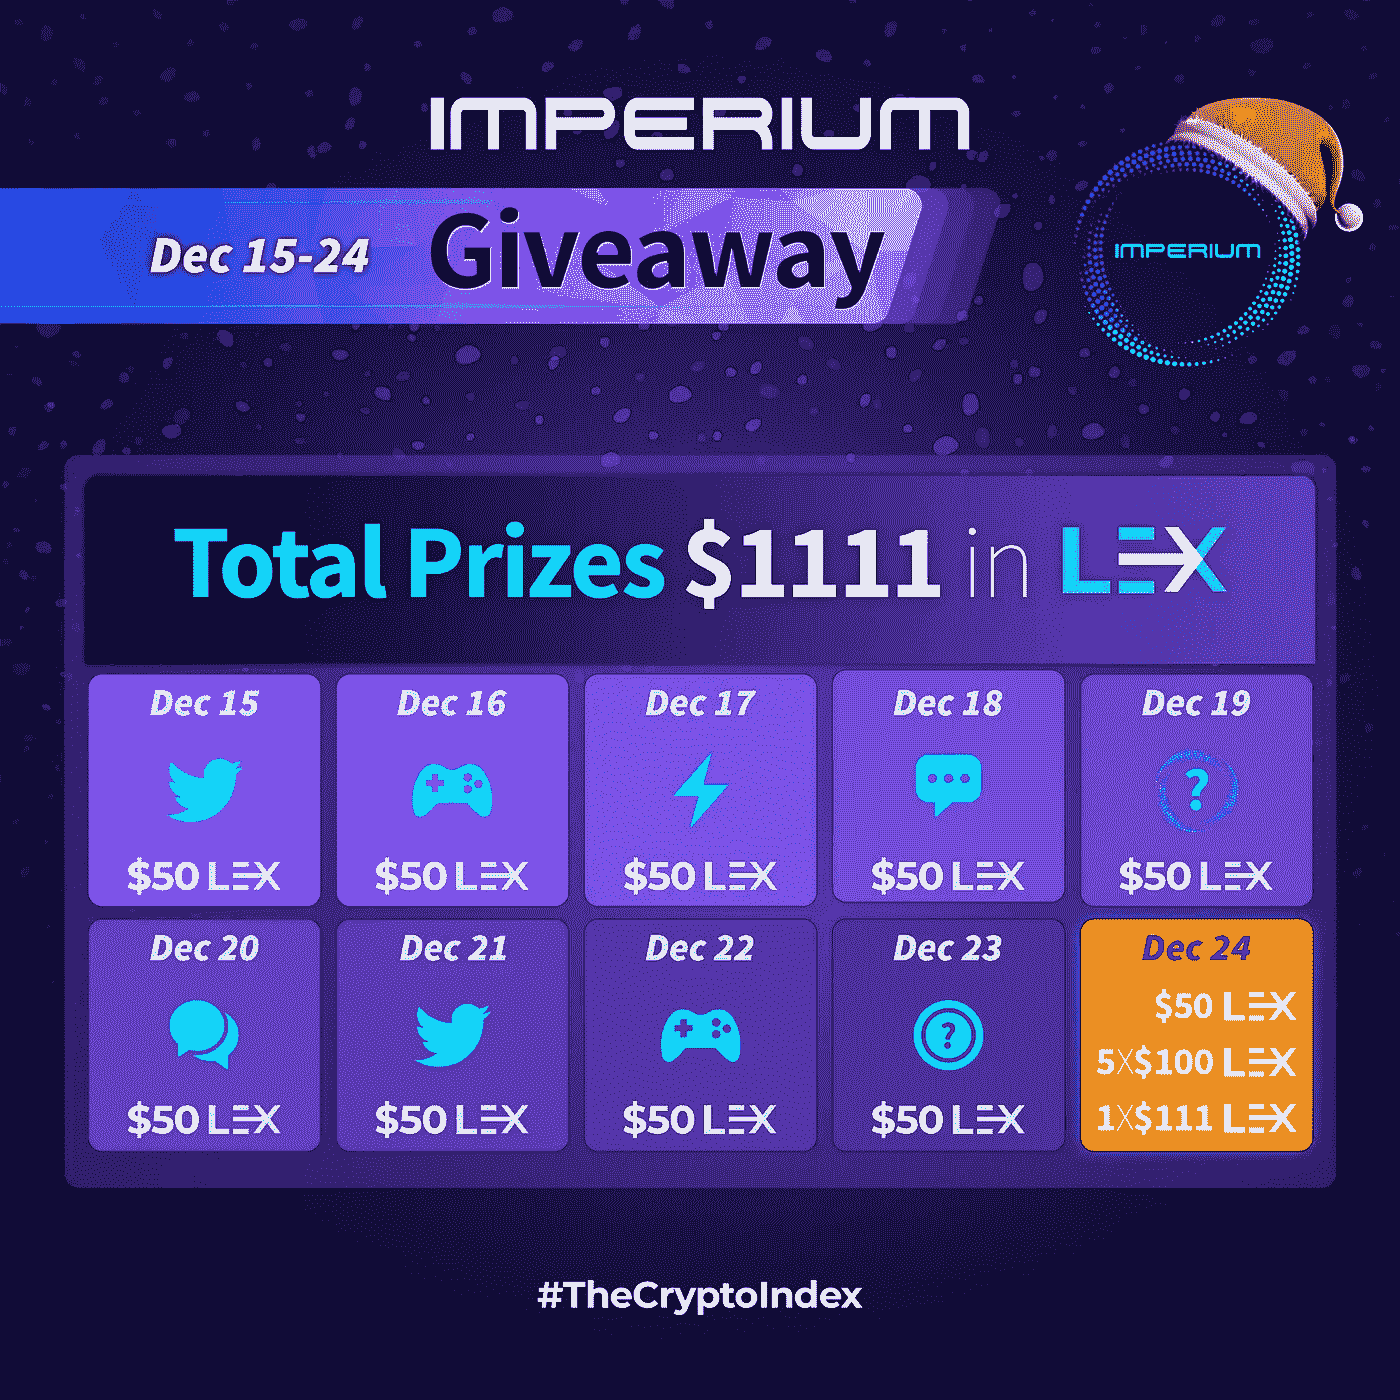 IMPERIUM
Dec 15-24 Giveaway
IMPERIUM
Total Prizes $1111 in LEX
Dec 15 Dec 16 Dec 17 Dec 18 Dec 19
?
$50 LEX $50 LEX $50 LEX $50 LEX $50 LEX
Dec 20 Dec 21 Dec 22 Dec 23 Dec 24
$50 LEX
?
5X$100 LEX
$50 LEX $50 LEX $50 LEX $50 LEX 1X$111 LEX
#TheCryptoIndex